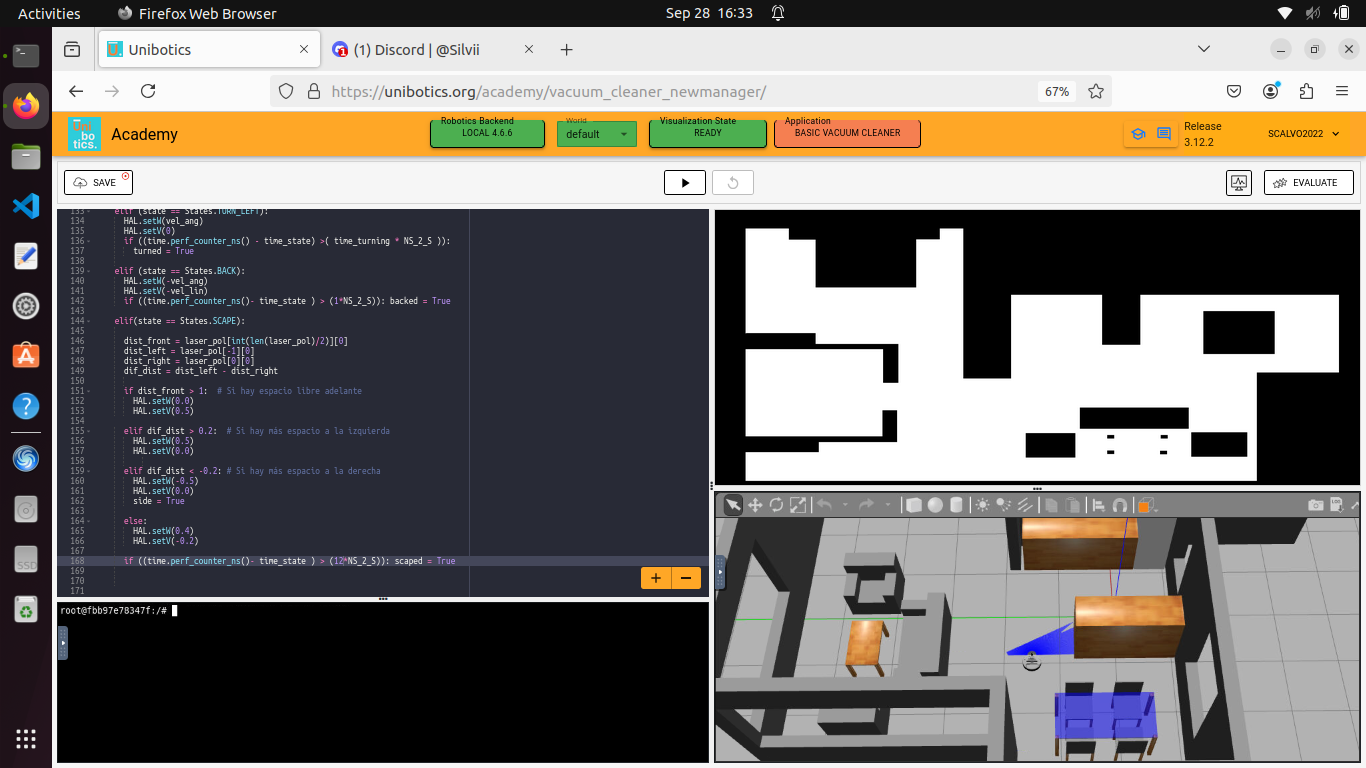 Activities
Firefox Web Browser
Sep 28 16:33
Unibotics
(1) Discord | @Silvii
https://unibotics.org/academy/vacuum_cleaner_newmanager/
67%
bo
tics.
Academy
Robotics Backend
LOCAL 4.6.6
World
default
Visualization State
READY
Application
BASIC VACUUM CLEANER
Release
3.12.2
SCALVO2022
SAVE
EVALUATE
133 elif (state == States.TURN_LEFT):
134 HAL.setW(vel_ang)
135 HAL.setV(0)
136 if ((time.perf_counter_ns() - time_state) >( time_turning * NS_2_S )):
137 turned = True
138
139 elif (state == States.BACK):
140 HAL.setW(-vel_ang)
141 HAL.setV(-vel_lin)
142 if ((time.perf_counter_ns()- time_state ) > (1*NS_2_S)): backed = True
143
144 elif(state == States.SCAPE):
145
146 dist_front = laser_pol[int(len(laser_pol)/2)][0]
147 dist_left = laser_pol[-1][0]
148 dist_right = laser_pol[0][0]
149 dif_dist = dist_left - dist_right
150
151 if dist_front > 1: # Si hay espacio libre adelante
152 HAL.setW(0.0)
153 HAL.setV(0.5)
154
155 elif dif_dist > 0.2: # Si hay más espacio a la izquierda
156 HAL.setW(0.5)
157 HAL.setV(0.0)
158
159 elif dif_dist < -0.2: # Si hay más espacio a la derecha
160 HAL.setW(-0.5)
161 HAL.setV(0.0)
162 side = True
163
164 else:
165 HAL.setW(0.4)
166 HAL.setV(-0.2)
167
168 if ((time.perf_counter_ns()- time_state ) > (12*NS_2_S)): scaped = True
169
170
171
root@fbb97e78347f:/#
SSD